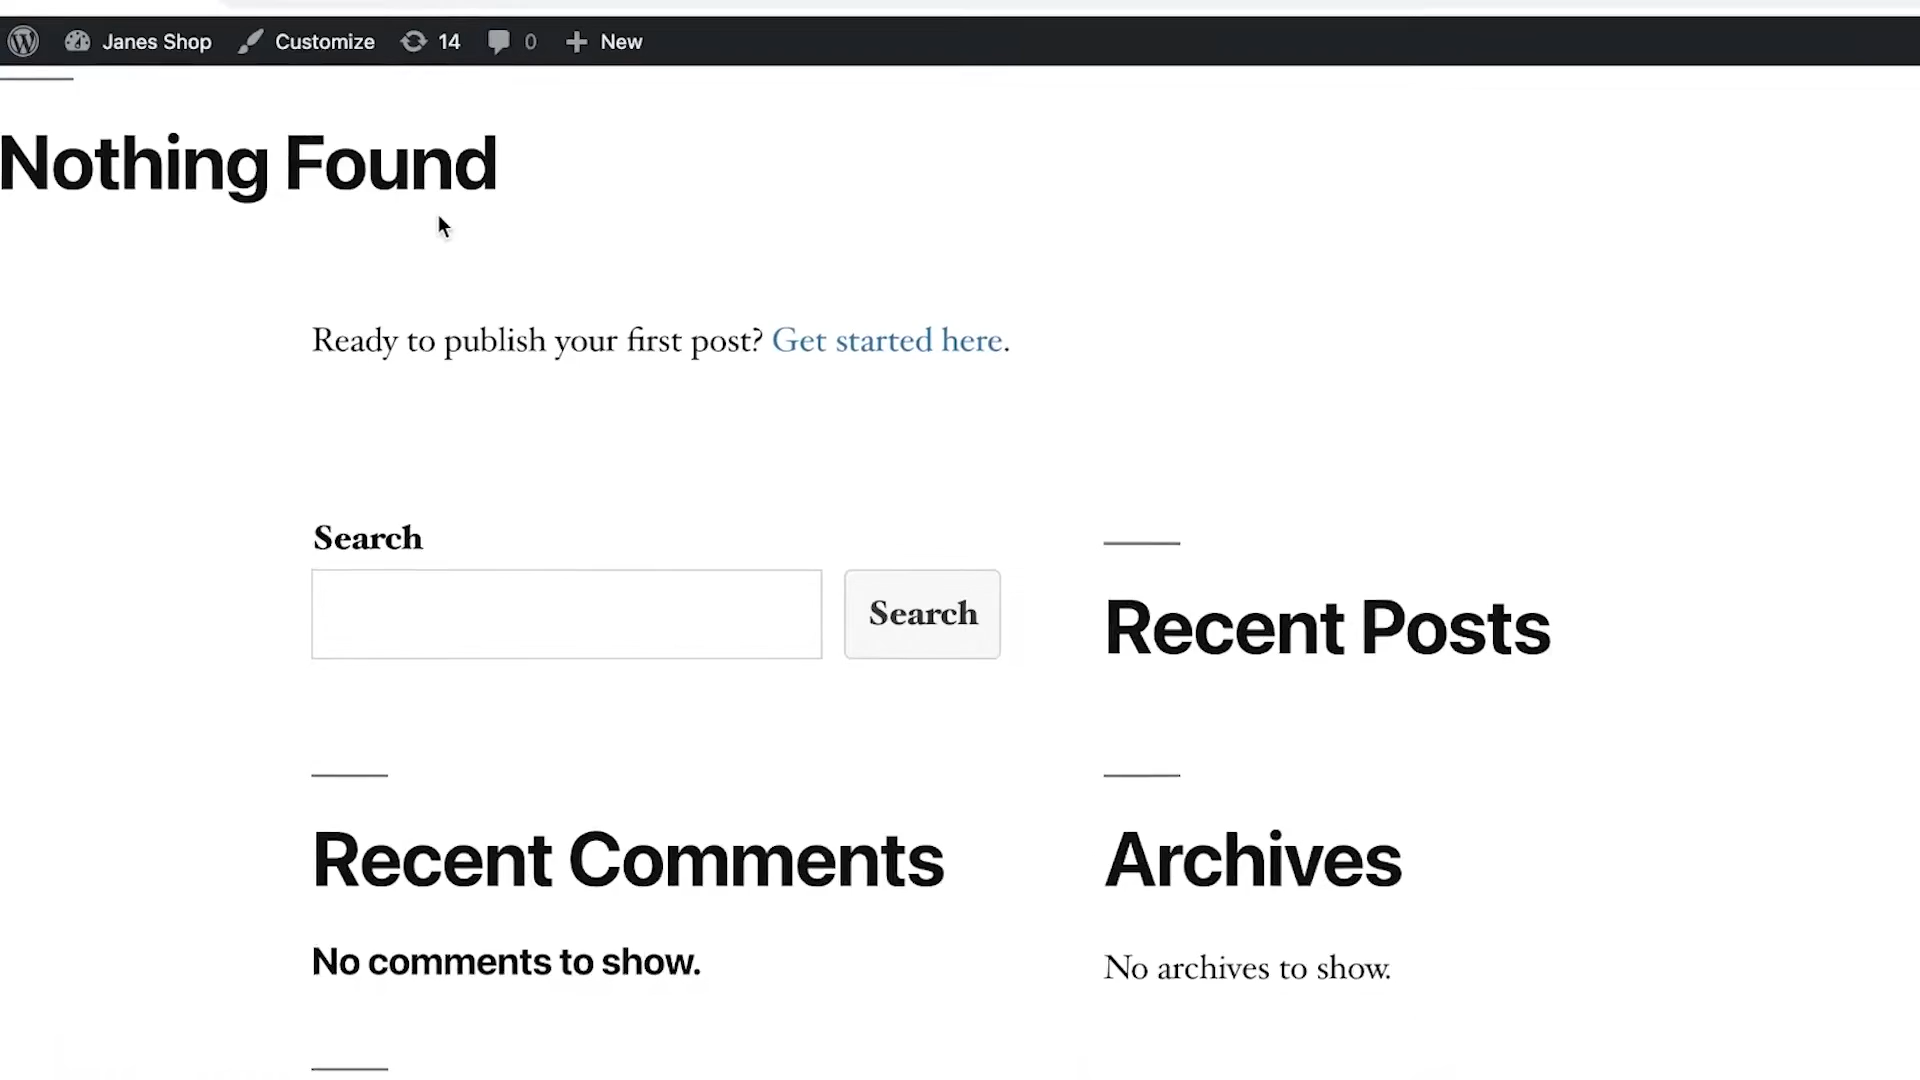 Janes Shop Customize 14 0 New
Nothing Found
Ready to publish your first post? Get started here.
Search
Search
Recent Posts
Recent Comments
No comments to show.
Archives
No archives to show.